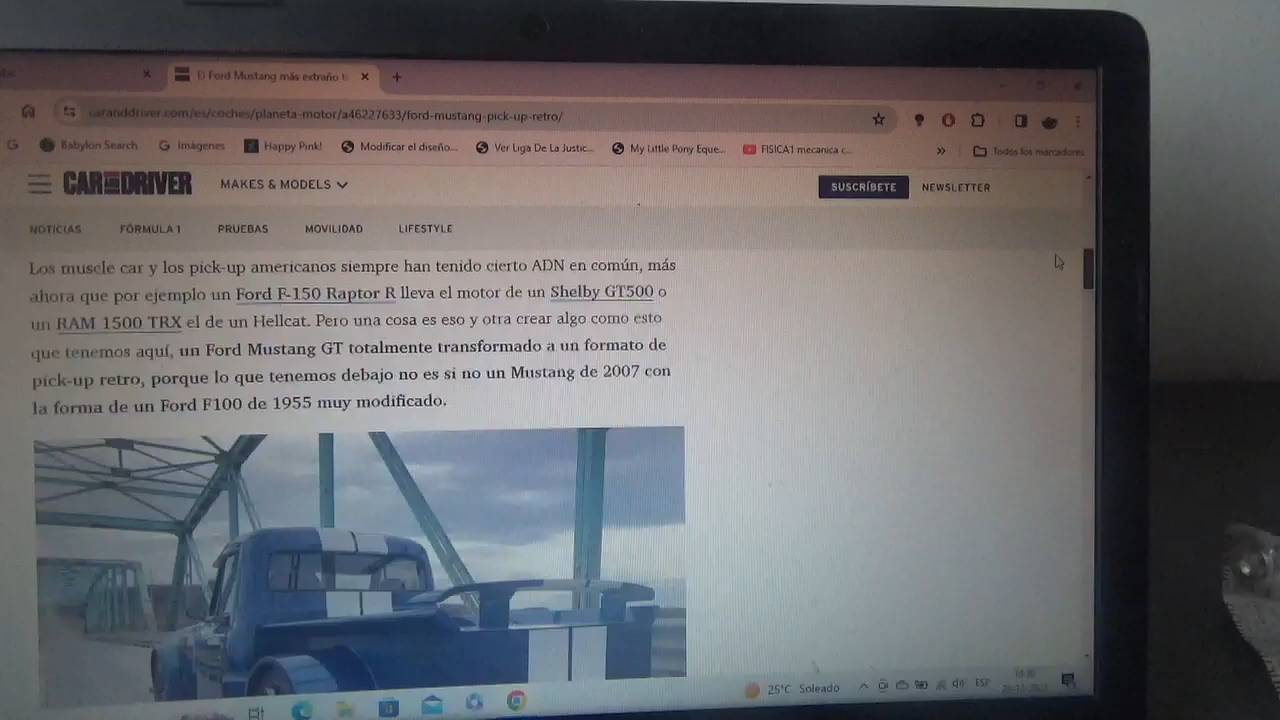 El Ford Mustang más extraño
caranddriver.com/es/coches/planeta-motor/a46227633/ford-mustang-pick-up-retro/
Babylon Search Imágenes Happy Pink! Modificar el diseño... Ver Liga De La Justic... My Little Pony Eque... FISICA1 mecanica c... » Todos los marcadores
CAR AND DRIVER MAKES & MODELS SUSCRÍBETE NEWSLETTER
NOTICIAS FÓRMULA 1 PRUEBAS MOVILIDAD LIFESTYLE
Los muscle car y los pick-up americanos siempre han tenido cierto ADN en común, más
ahora que por ejemplo un Ford F-150 Raptor R lleva el motor de un Shelby GT500 o
un RAM 1500 TRX el de un Hellcat. Pero una cosa es eso y otra crear algo como esto
que tenemos aquí, un Ford Mustang GT totalmente transformado a un formato de
pick-up retro, porque lo que tenemos debajo no es si no un Mustang de 2007 con
la forma de un Ford F100 de 1955 muy modificado.
25°C Soleado ESP